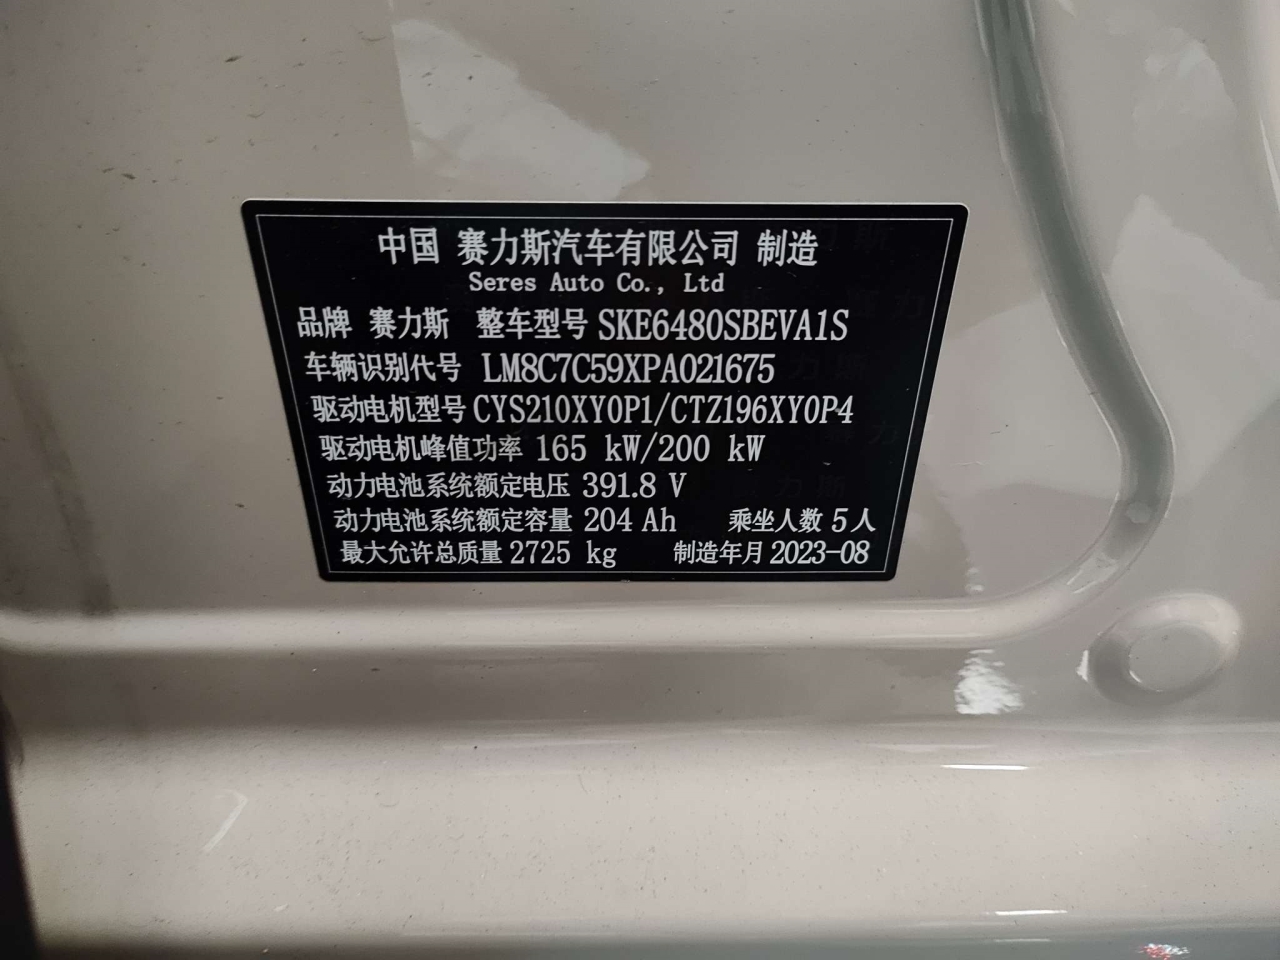 中国 赛力斯汽车有限公司 制造
Seres Auto Co., Ltd
品牌 赛力斯 整车型号 SKE6480SBEVA1S
车辆识别代号 LM8C7C59XPA021675
驱动电机型号 CYS210XY0P1/CTZ196XY0P4
驱动电机峰值功率 165 kW/200 kW
动力电池系统额定电压 391.8 V
动力电池系统额定容量 204 Ah 乘坐人数 5人
最大允许总质量 2725 kg 制造年月 2023-08